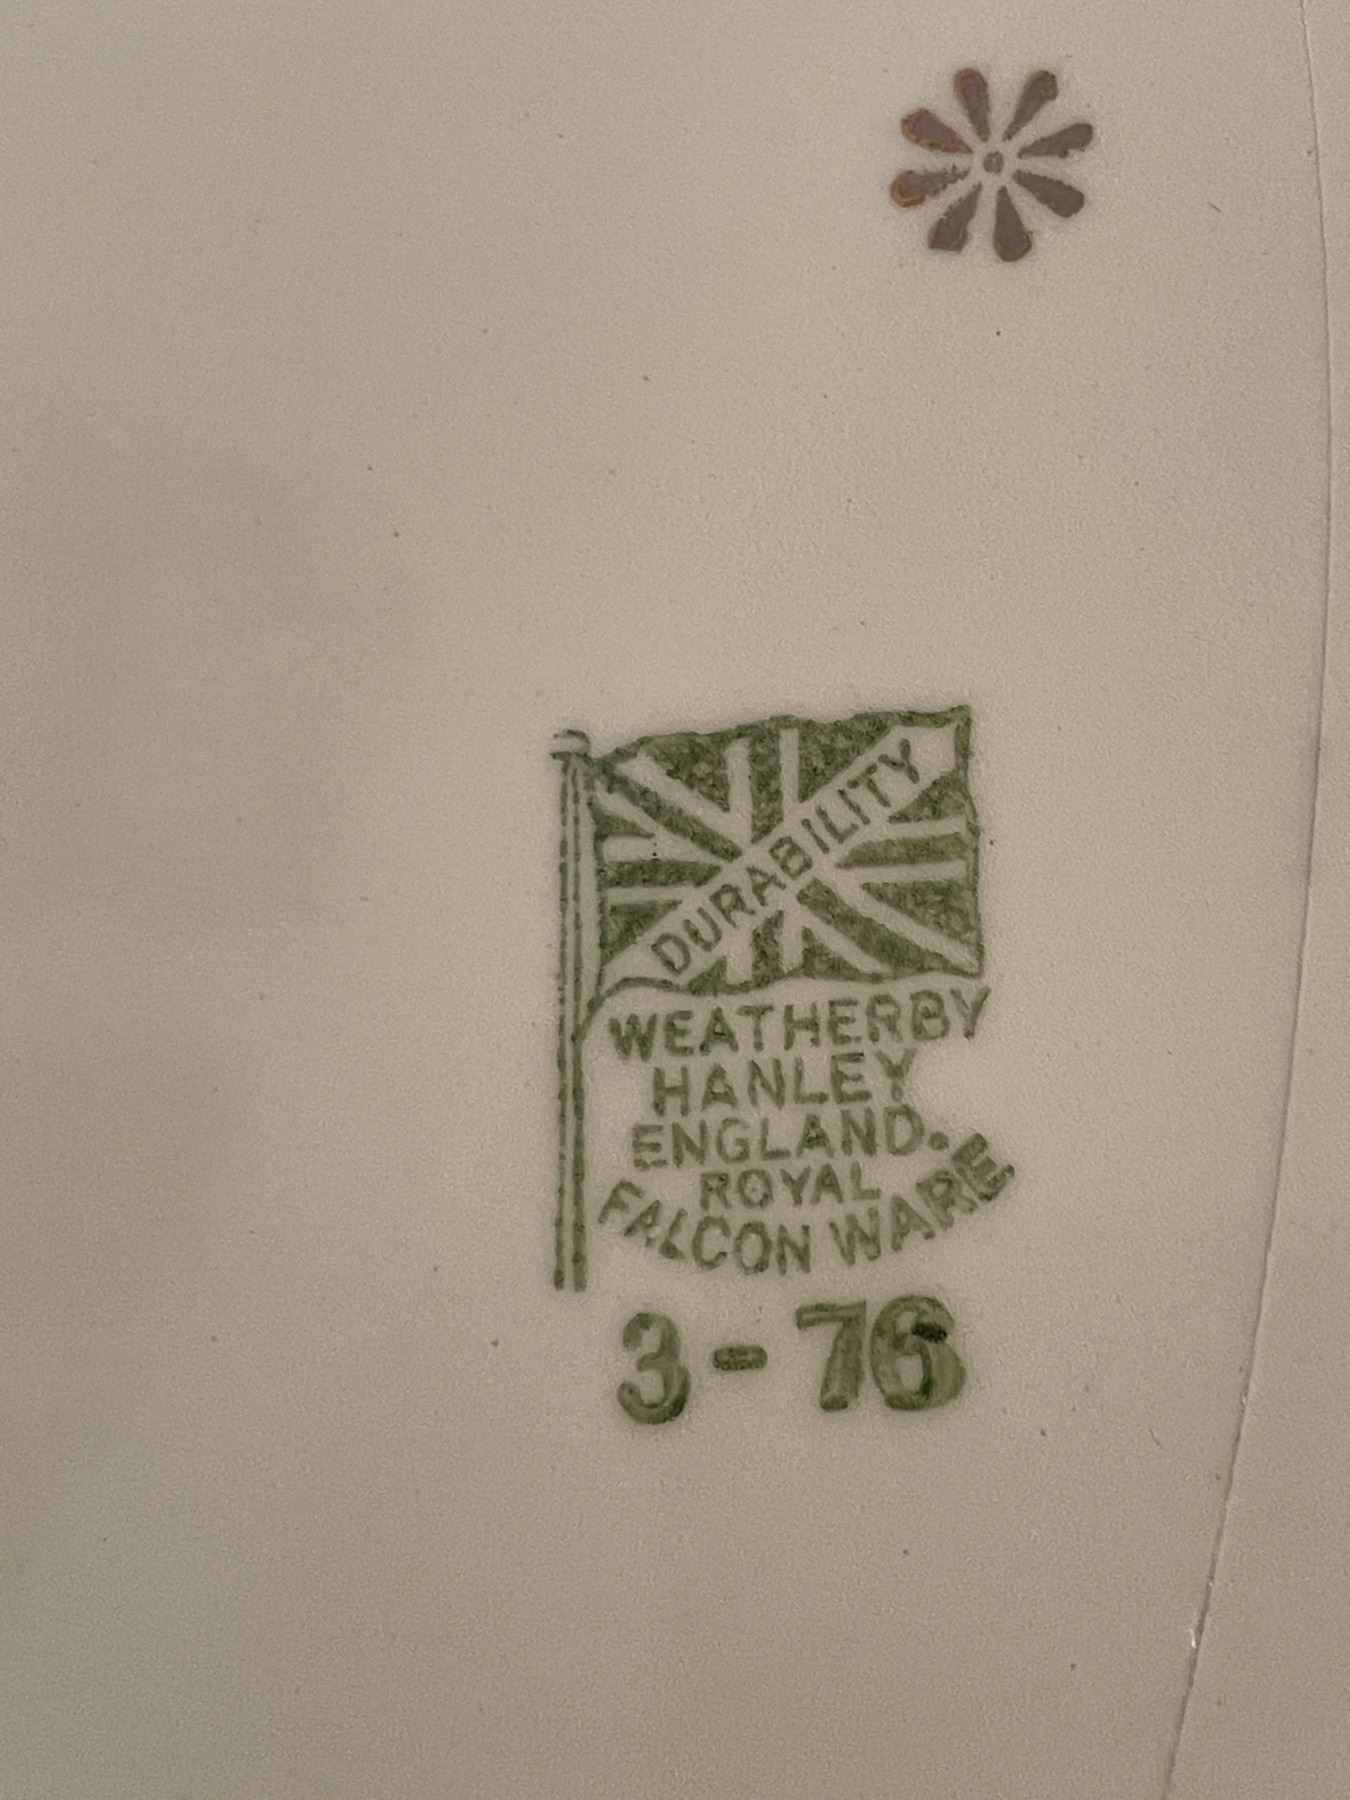 DURABILITY
WEATHERBY
HANLEY
ENGLAND.
ROYAL
FALCON WARE
3-76